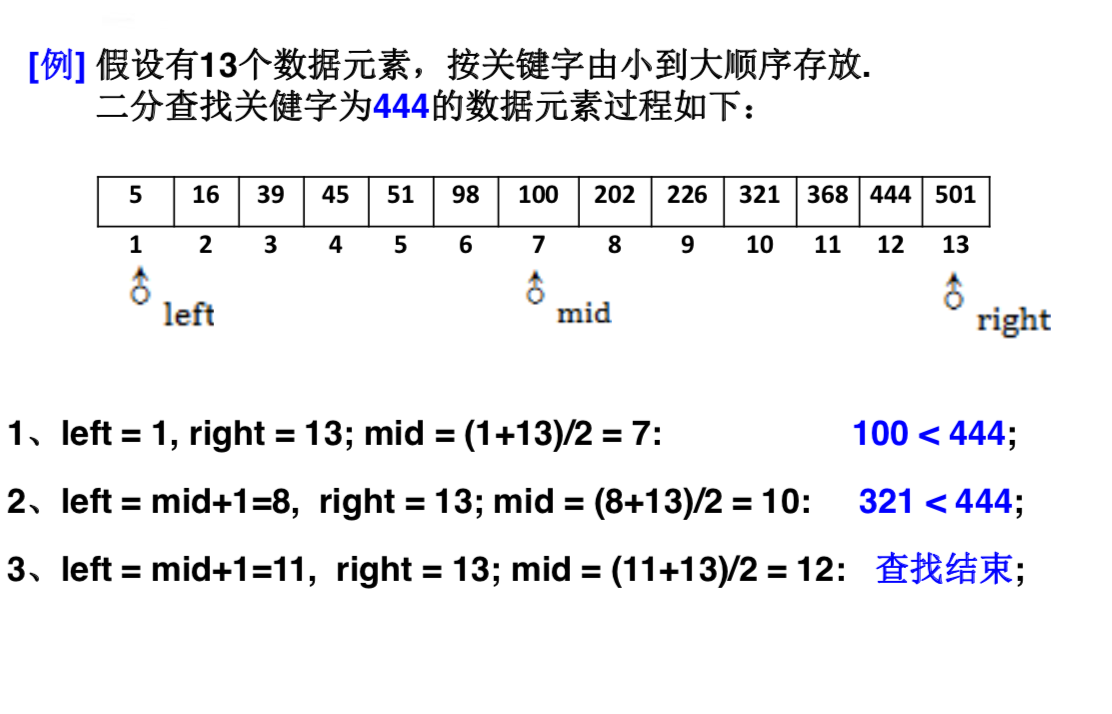 [例] 假设有13个数据元素，按关键字由小到大顺序存放.
二分查找关健字为444的数据元素过程如下：
5 16 39 45 51 98 100 202 226 321 368 444 501
1 2 3 4 5 6 7 8 9 10 11 12 13
left mid right
1、left = 1, right = 13; mid = (1+13)/2 = 7: 100 < 444;
2、left = mid+1=8, right = 13; mid = (8+13)/2 = 10: 321 < 444;
3、left = mid+1=11, right = 13; mid = (11+13)/2 = 12: 查找结束;